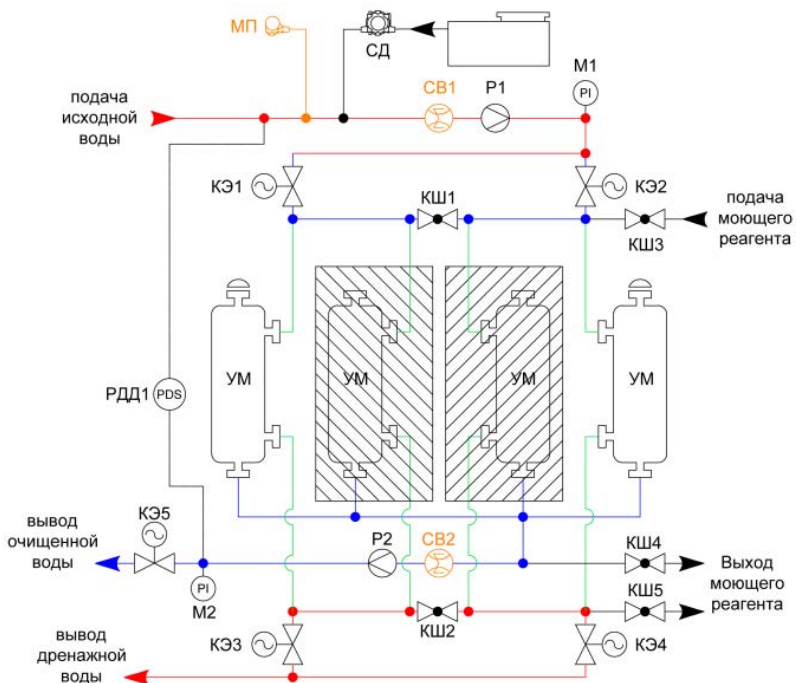 МП
СД
М1
PI
СВ1
Р1
подача
исходной
воды
КЭ1
КЭ2
КШ1
КШ3
подача
моющего
реагента
УМ
УМ
УМ
УМ
РДД1
PDS
КЭ5
вывод
очищенной
воды
PI
М2
Р2
СВ2
КШ4
КШ5
Выход
моющего
реагента
КШ2
КЭ3
КЭ4
вывод
дренажной
воды